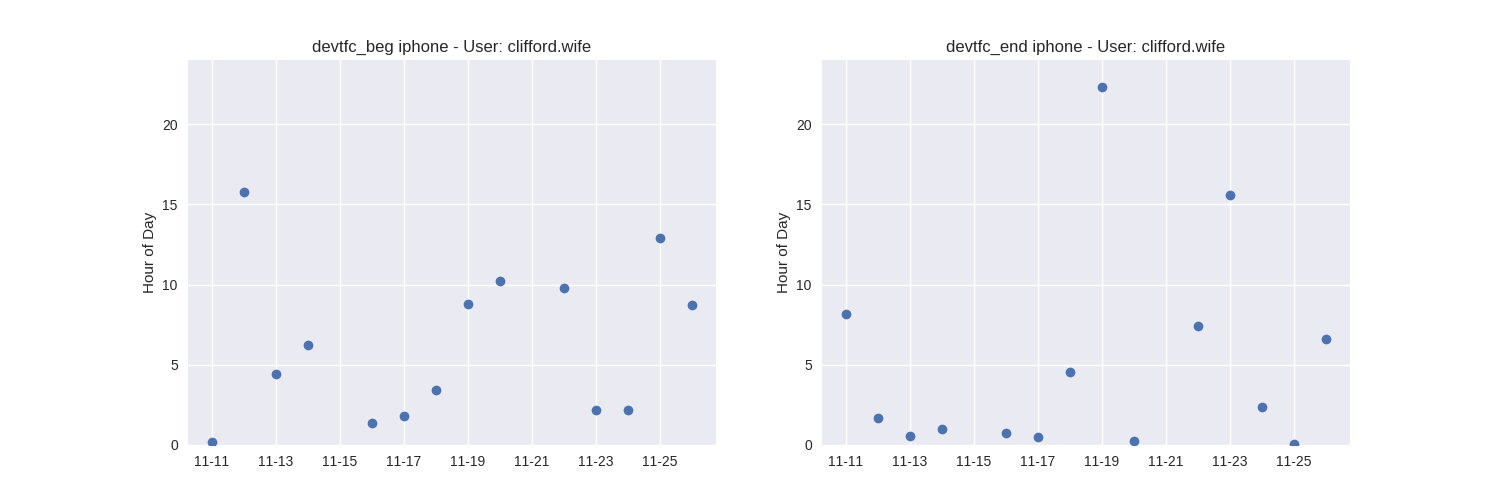 devtfc_beg iphone - User: clifford.wife
Hour of Day
20
15
10
5
0
11-11 11-13 11-15 11-17 11-19 11-21 11-23 11-25
devtfc_end iphone - User: clifford.wife
Hour of Day
20
15
10
5
0
11-11 11-13 11-15 11-17 11-19 11-21 11-23 11-25